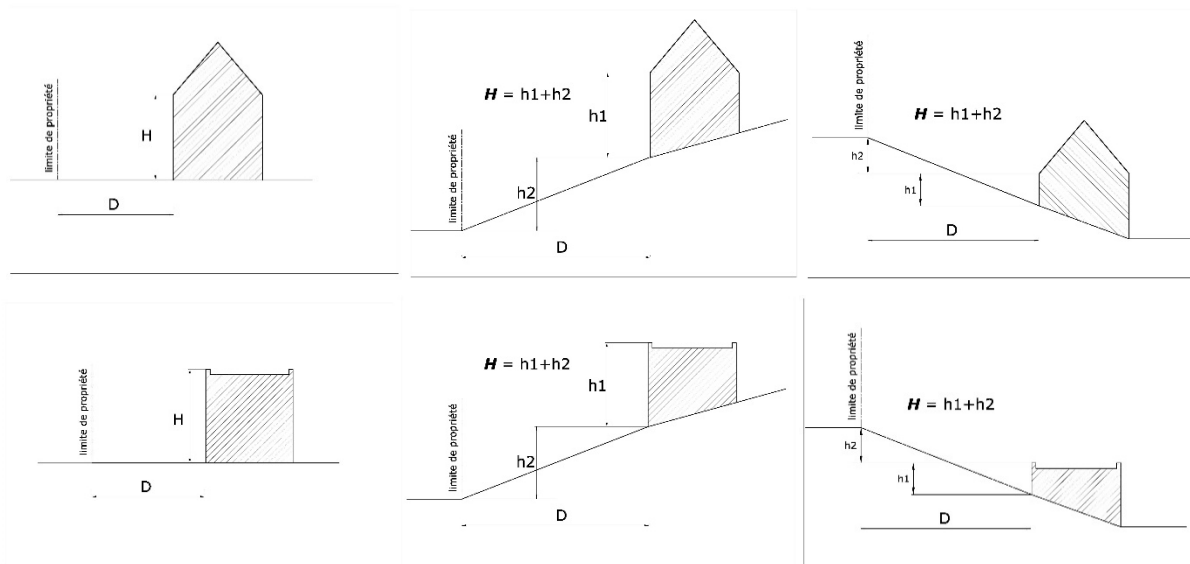 limite de propriété
H
D
limite de propriété
H = h1+h2
h1
h2
D
limite de propriété
H = h1+h2
h2
h1
D
limite de propriété
H
D
limite de propriété
H = h1+h2
h1
h2
D
limite de propriété
H = h1+h2
h2
h1
D